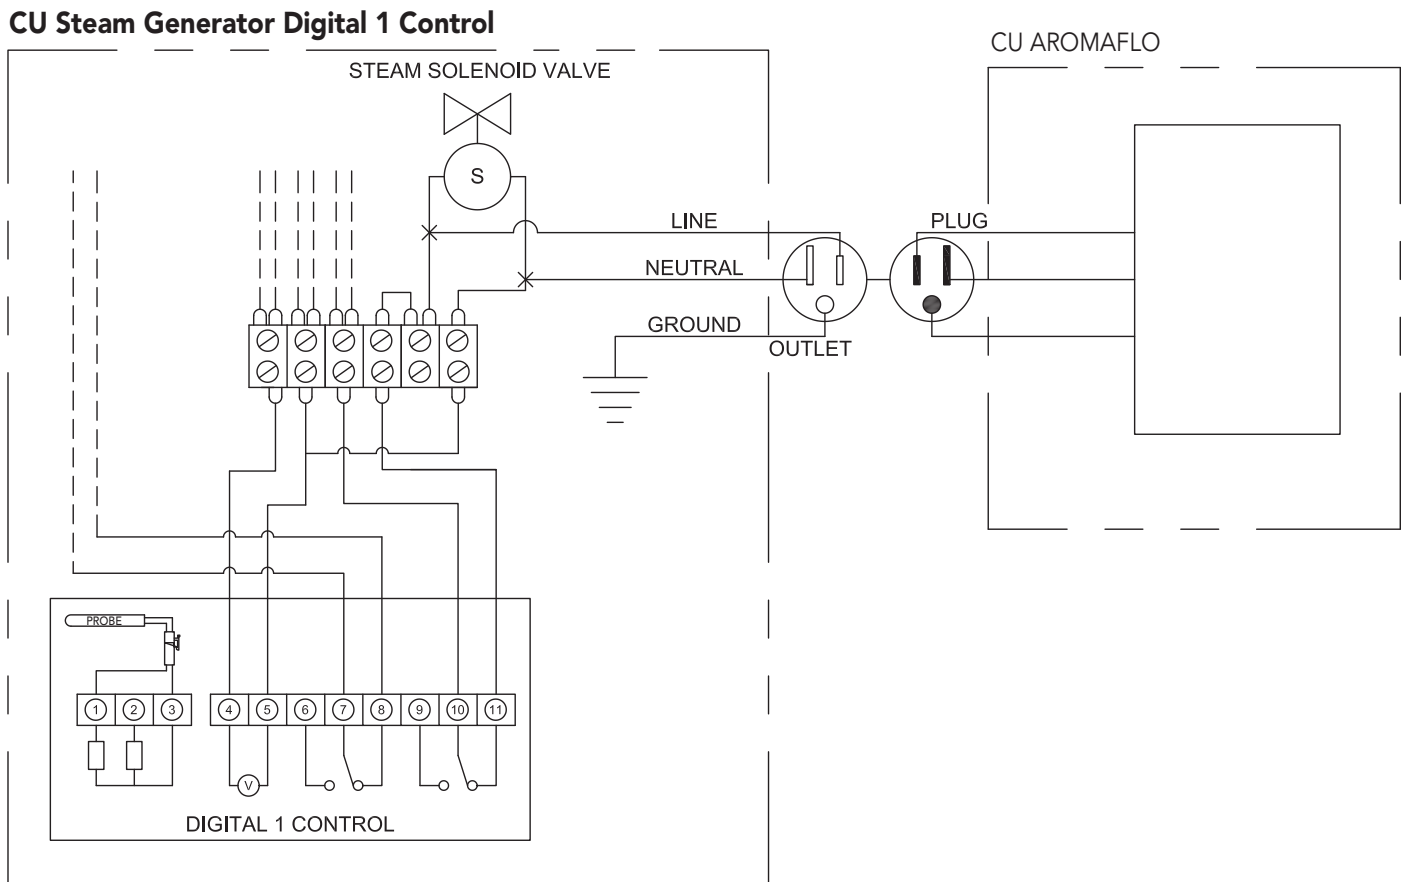 CU Steam Generator Digital 1 Control
CU AROMAFLO
STEAM SOLENOID VALVE
S
LINE
PLUG
NEUTRAL
GROUND
OUTLET
PROBE
1 2 3 4 5 6 7 8 9 10 11
V
DIGITAL 1 CONTROL